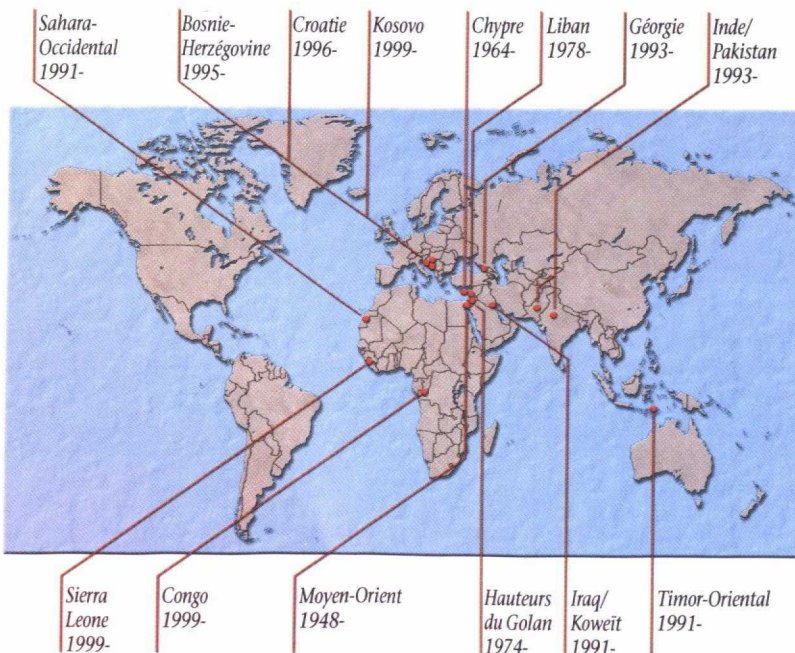 Sahara-
Occidental
1991-
Bosnie-
Herzégovine
1995-
Croatie
1996-
Kosovo
1999-
Chypre
1964-
Liban
1978-
Géorgie
1993-
Inde/
Pakistan
1993-
Sierra
Leone
1999-
Congo
1999-
Moyen-Orient
1948-
Hauteurs
du Golan
1974-
Iraq/
Koweït
1991-
Timor-Oriental
1991-